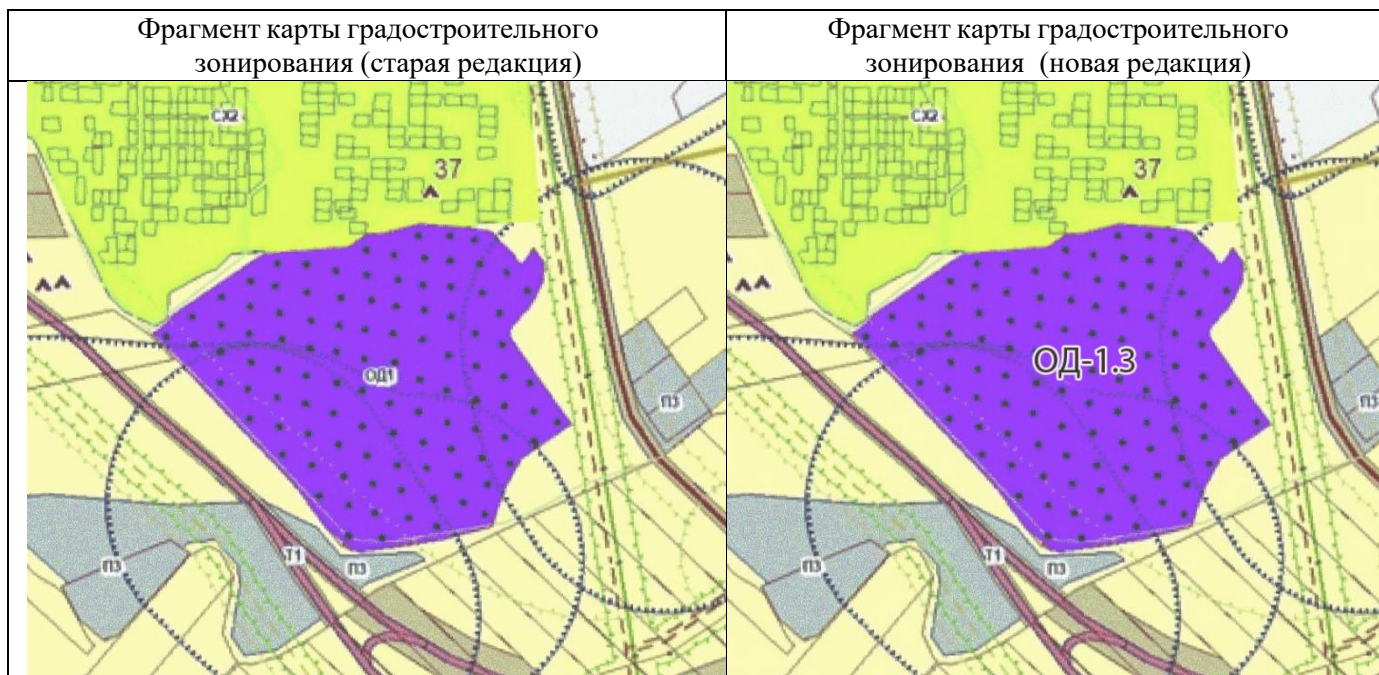 Фрагмент карты градостроительного
зонирования (старая редакция)
Фрагмент карты градостроительного
зонирования (новая редакция)
СХ2
37
ОД1
П3
П3
Т1
П3
СХ2
37
ОД-1.3
П3
П3
Т1
П3